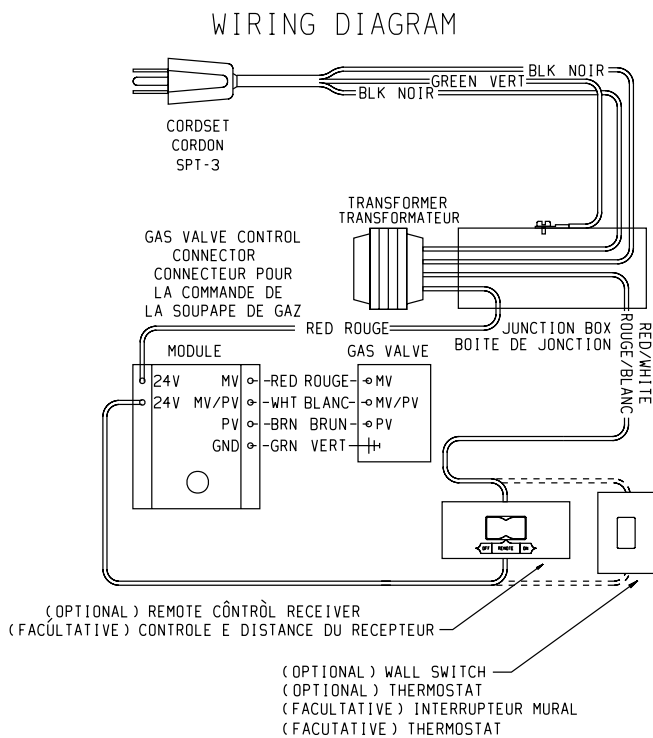 WIRING DIAGRAM
BLK NOIR
GREEN VERT
BLK NOIR
CORDSET
CORDON
SPT-3
TRANSFORMER
TRANSFORMATEUR
GAS VALVE CONTROL
CONNECTOR
CONNECTEUR POUR
LA COMMANDE DE
LA SOUPAPE DE GAZ
RED ROUGE
JUNCTION BOX
BOITE DE JONCTION
RED/WHITE
ROUGE/BLANC
MODULE
GAS VALVE
24V MV RED ROUGE MV
24V MV/PV WHT BLANC MV/PV
PV BRN BRUN PV
GND GRN VERT
OFF REMOTE ON
(OPTIONAL) REMOTE CÔNTRÒL RECEIVER
(FACÚLTATIVE) CONTROLE E DISTANCE DU RECEPTEUR
(OPTIONAL) WALL SWITCH
(OPTIONAL) THERMOSTAT
(FACULTATIVE) INTERRUPTEUR MURAL
(FACUTATIVE) THERMOSTAT